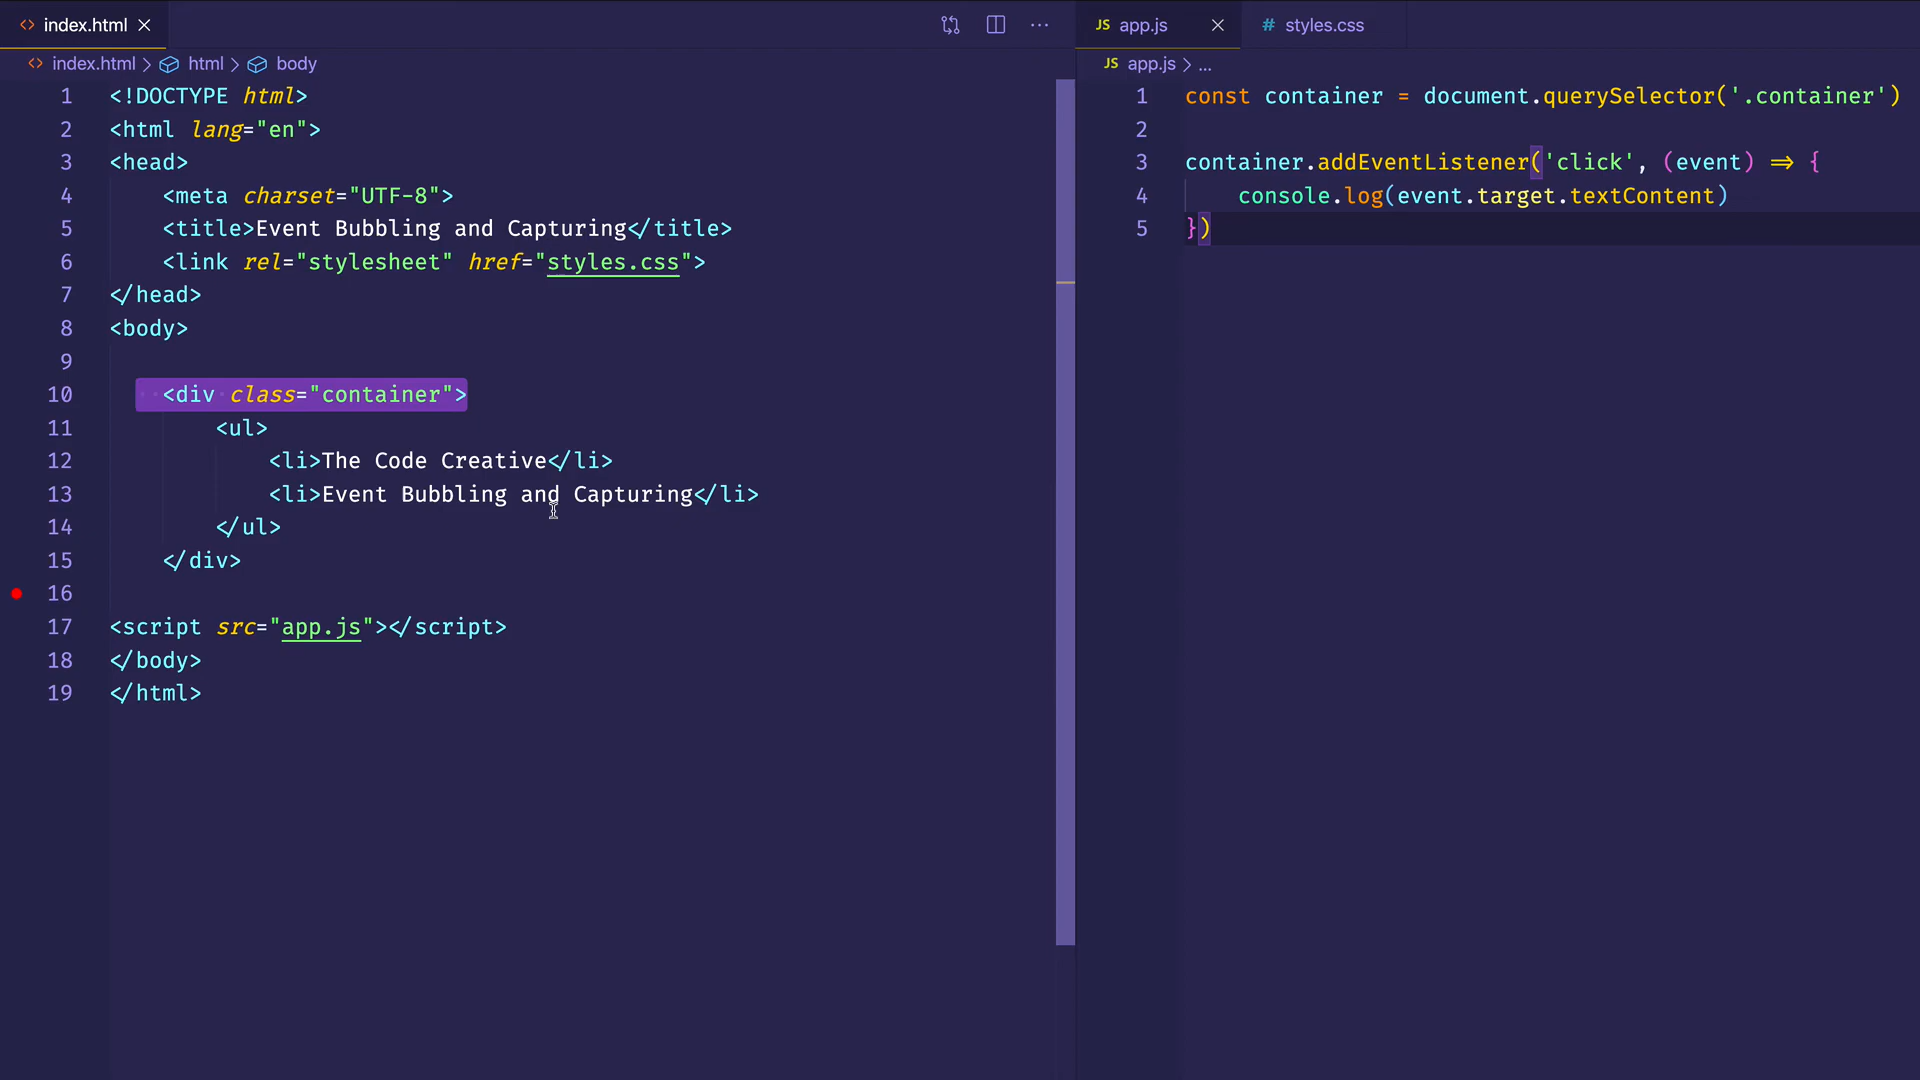 index.html
index.html > html > body
1 <!DOCTYPE html>
2 <html lang="en">
3 <head>
4     <meta charset="UTF-8">
5     <title>Event Bubbling and Capturing</title>
6     <link rel="stylesheet" href="styles.css">
7 </head>
8 <body>
9
10     <div class="container">
11         <ul>
12             <li>The Code Creative</li>
13             <li>Event Bubbling and Capturing</li>
14         </ul>
15     </div>
16
17 <script src="app.js"></script>
18 </body>
19 </html>
JS app.js # styles.css
JS app.js > ...
1 const container = document.querySelector('.container')
2
3 container.addEventListener('click', (event) => {
4     console.log(event.target.textContent)
5 })